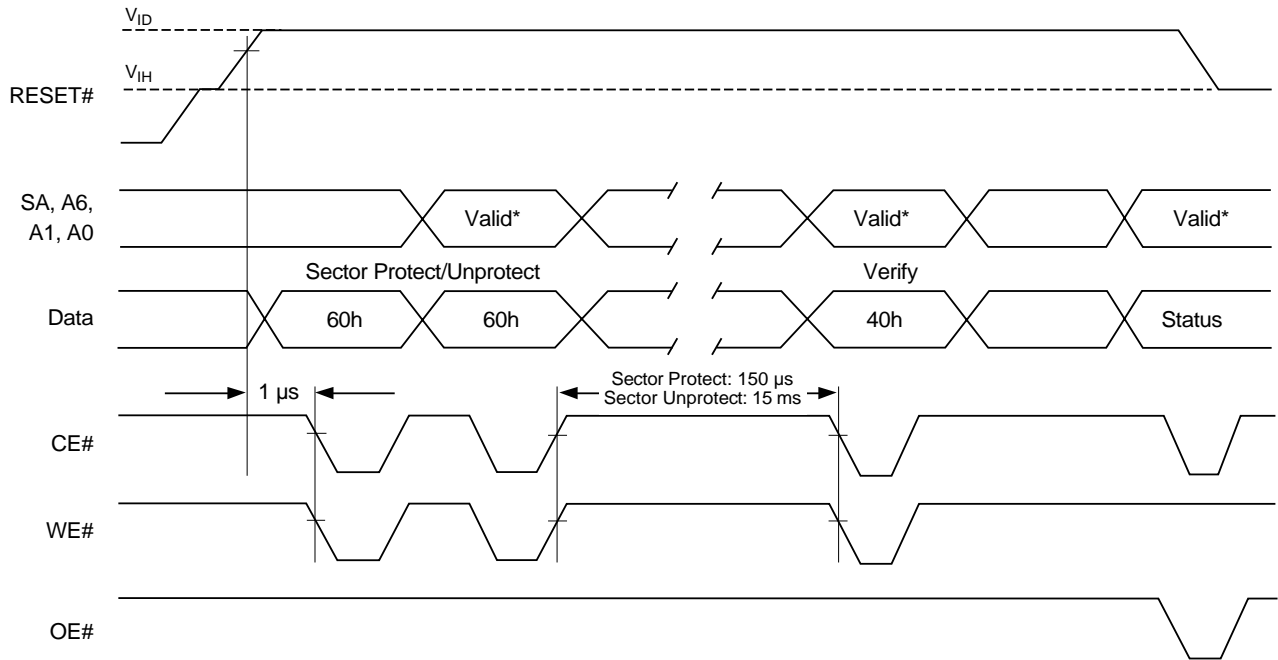 VID
VIH
RESET#
SA, A6,
A1, A0
Valid*
Valid*
Valid*
Sector Protect/Unprotect
Verify
Data
60h
60h
40h
Status
1 µs
Sector Protect: 150 µs
Sector Unprotect: 15 ms
CE#
WE#
OE#